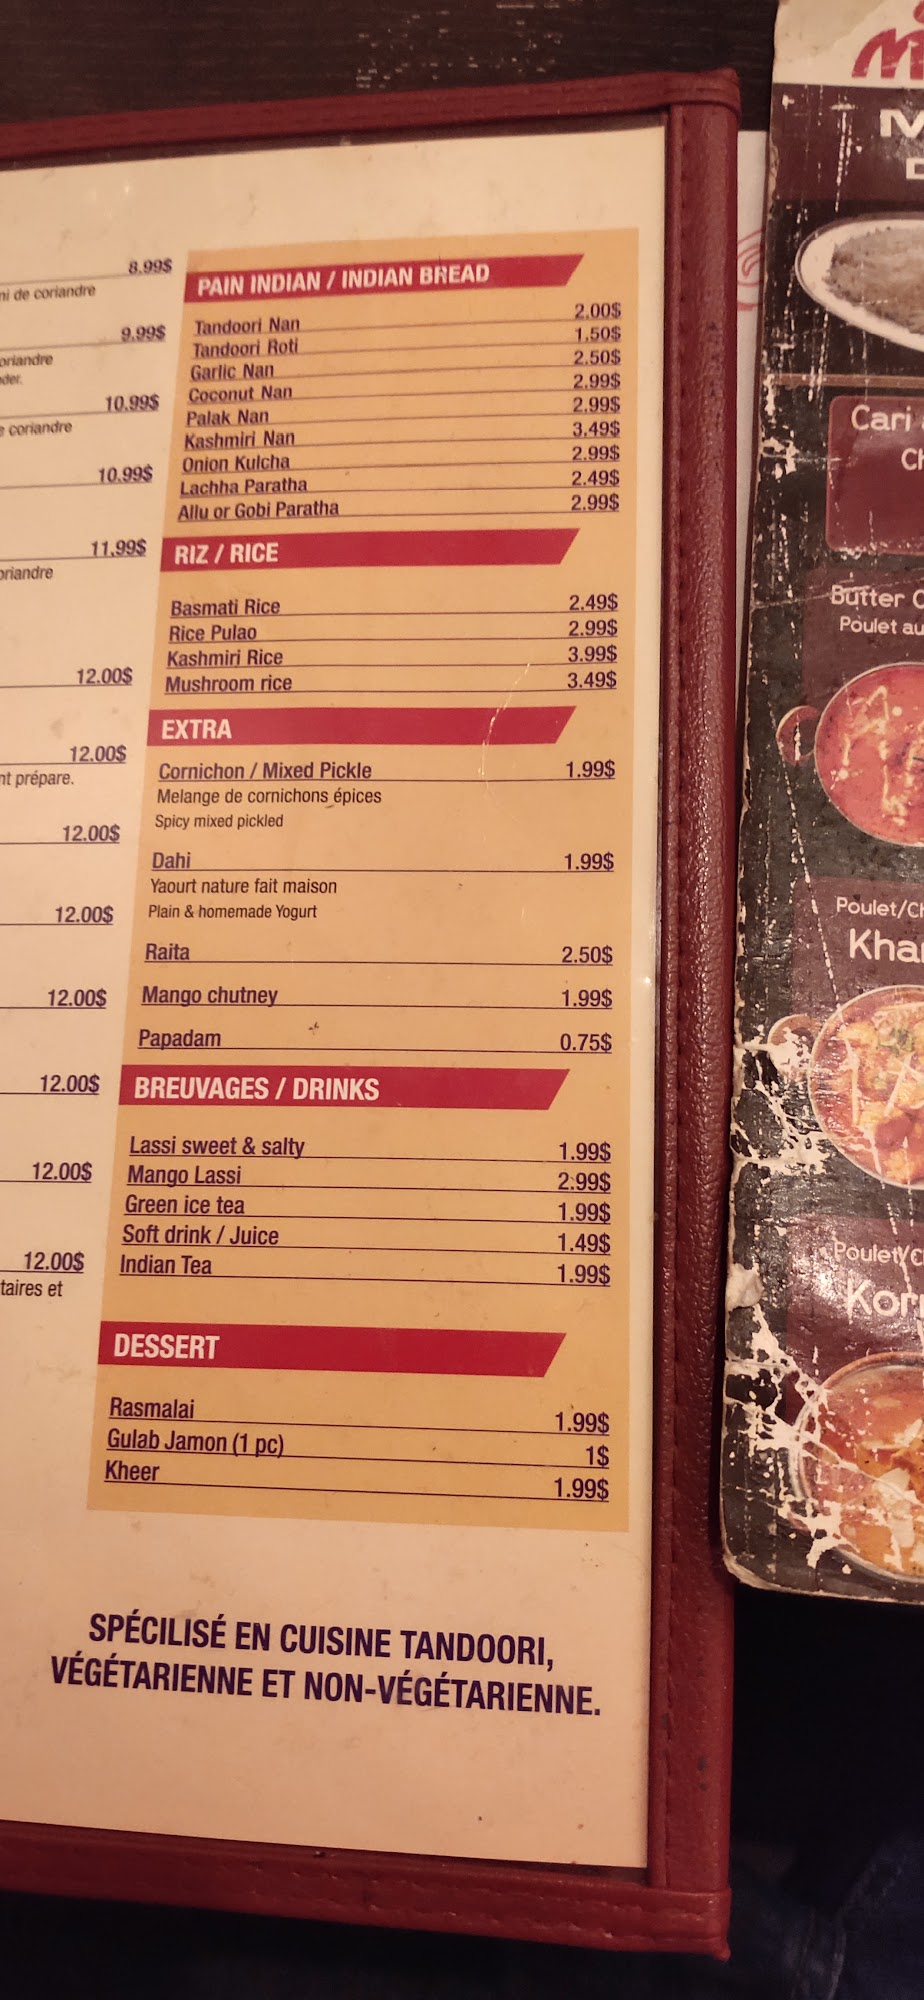 8.99$
ni de coriandre
9.99$
oriandre
der.
10.99$
e coriandre
10.99$
11.99$
oriandre
12.00$
12.00$
nt prépare.
12.00$
12.00$
12.00$
12.00$
12.00$
12.00$
taires et
PAIN INDIAN / INDIAN BREAD
Tandoori Nan 2.00$
Tandoori Roti 1.50$
Garlic Nan 2.50$
Coconut Nan 2.99$
Palak Nan 2.99$
Kashmiri Nan 3.49$
Onion Kulcha 2.99$
Lachha Paratha 2.49$
Allu or Gobi Paratha 2.99$
RIZ / RICE
Basmati Rice 2.49$
Rice Pulao 2.99$
Kashmiri Rice 3.99$
Mushroom rice 3.49$
EXTRA
Cornichon / Mixed Pickle 1.99$
Melange de cornichons épices
Spicy mixed pickled
Dahi 1.99$
Yaourt nature fait maison
Plain & homemade Yogurt
Raita 2.50$
Mango chutney 1.99$
Papadam 0.75$
BREUVAGES / DRINKS
Lassi sweet & salty 1.99$
Mango Lassi 2.99$
Green ice tea 1.99$
Soft drink / Juice 1.49$
Indian Tea 1.99$
DESSERT
Rasmalai 1.99$
Gulab Jamon (1 pc) 1$
Kheer 1.99$
SPÉCILISÉ EN CUISINE TANDOORI,
VÉGÉTARIENNE ET NON-VÉGÉTARIENNE.
Cari
Butter
Poulet au
Poulet/Ch
Kha
Poulet/C
Kor